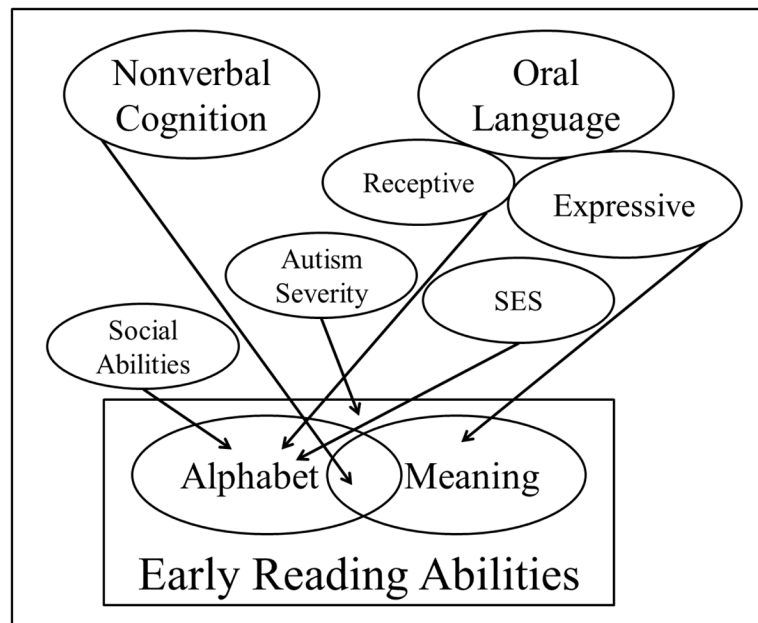 Nonverbal
Cognition
Oral
Language
Receptive
Expressive
Autism
Severity
SES
Social
Abilities
Alphabet
Meaning
Early Reading Abilities